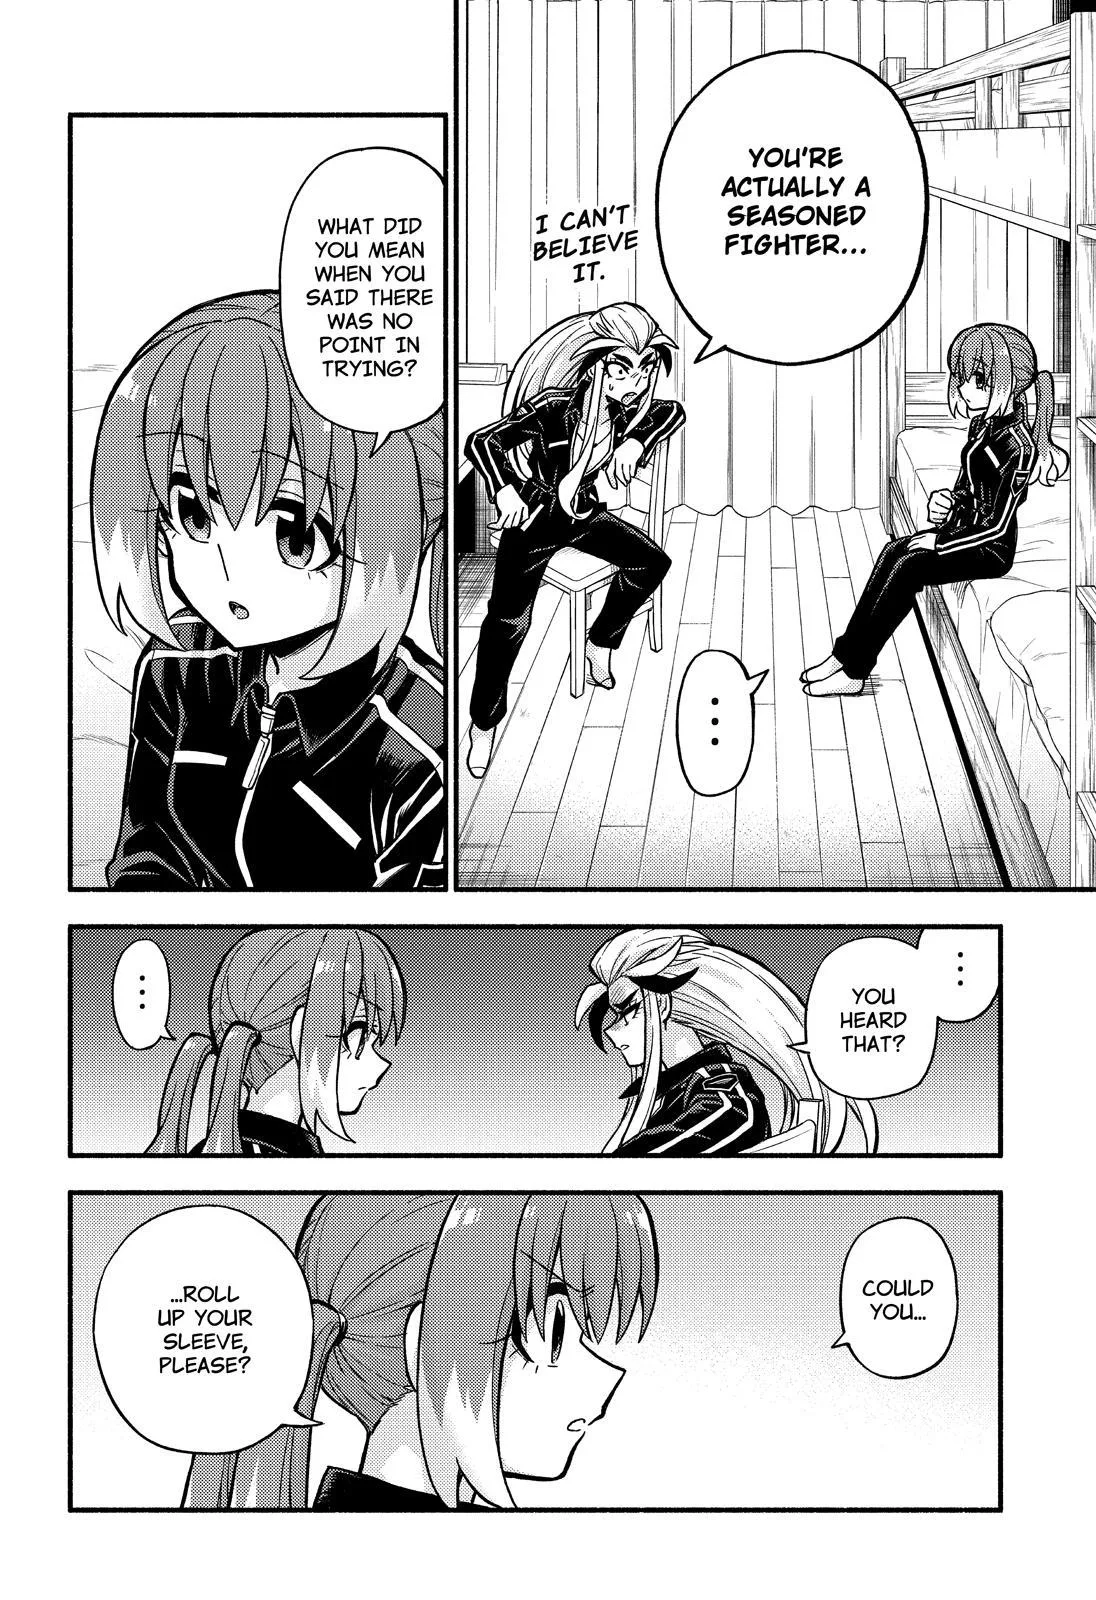 YOU'RE
ACTUALLY A
SEASONED
FIGHTER...
I CAN'T
BELIEVE
IT.
...
WHAT DID
YOU MEAN
WHEN YOU
SAID THERE
WAS NO
POINT IN
TRYING?
...
YOU
HEARD
THAT?
...
COULD
YOU...
...ROLL
UP YOUR
SLEEVE,
PLEASE?